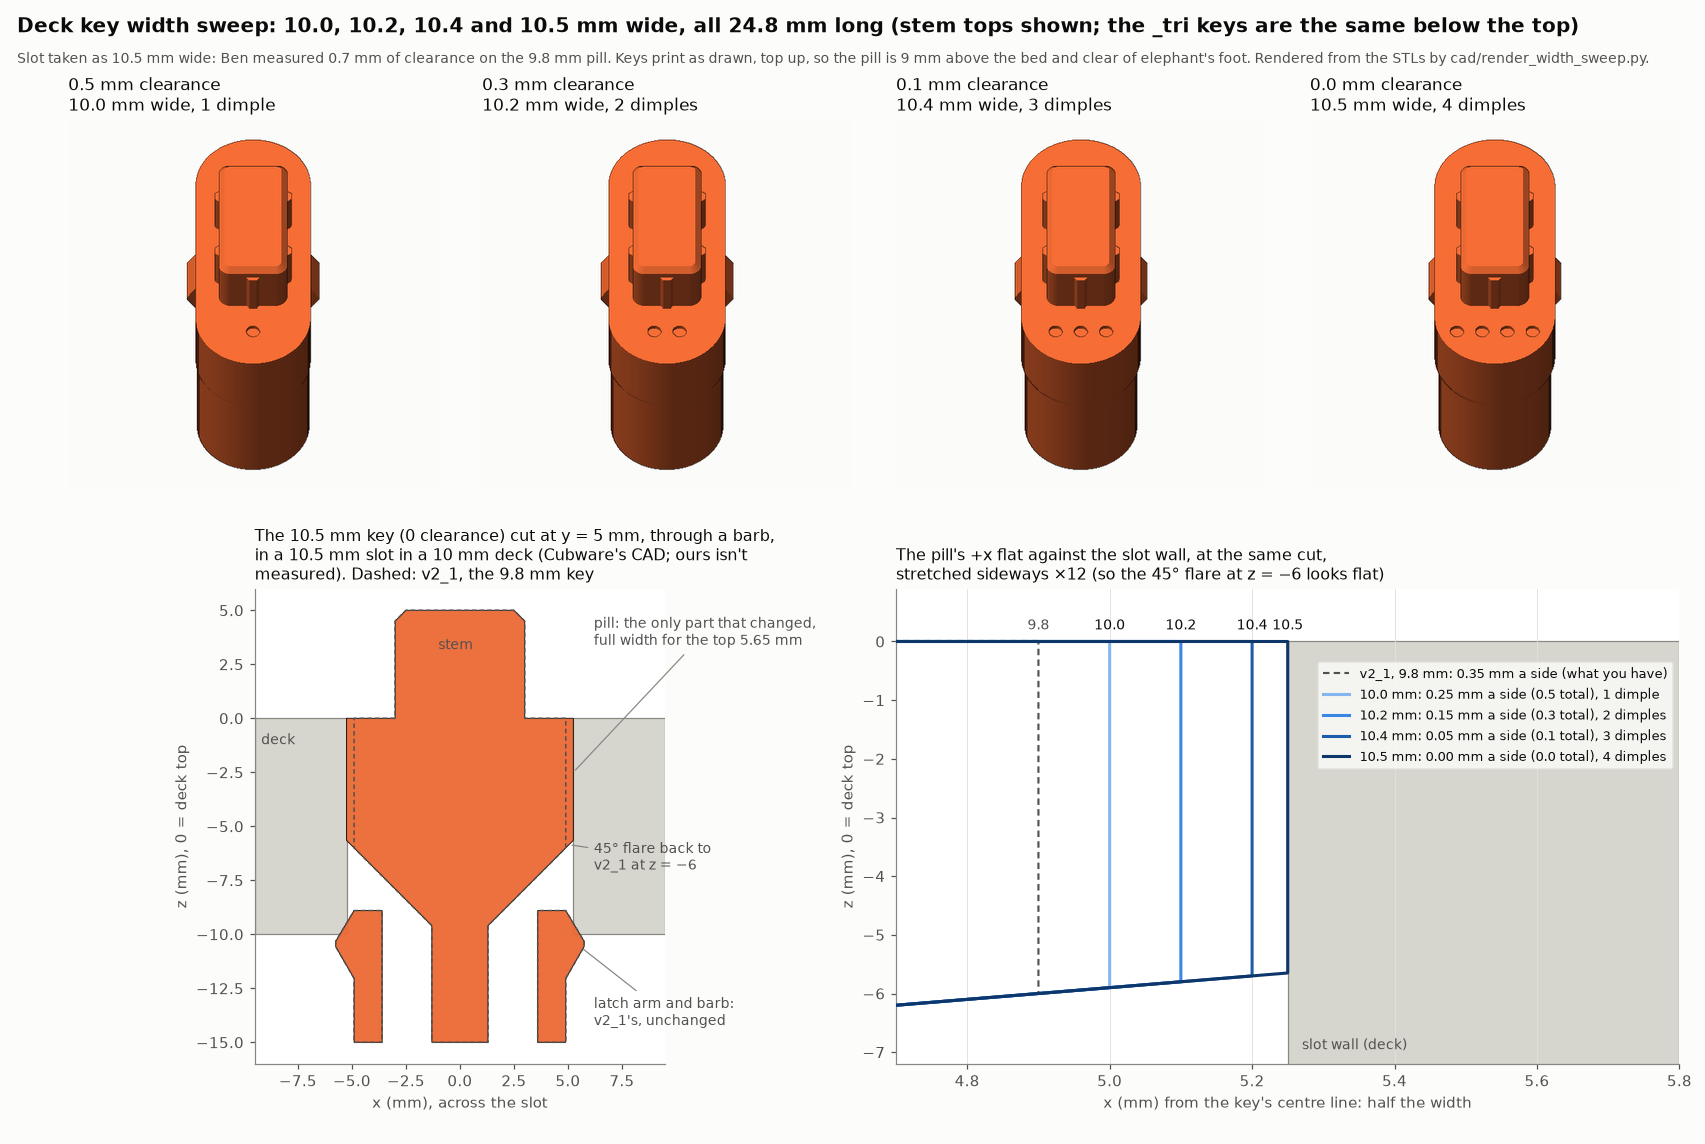 Deck key width sweep: 10.0, 10.2, 10.4 and 10.5 mm wide, all 24.8 mm long (stem tops shown; the _tri keys are the same below the top)
Slot taken as 10.5 mm wide: Ben measured 0.7 mm of clearance on the 9.8 mm pill. Keys print as drawn, top up, so the pill is 9 mm above the bed and clear of elephant's foot. Rendered from the STLs by cad/render_width_sweep.py.
0.5 mm clearance
10.0 mm wide, 1 dimple
0.3 mm clearance
10.2 mm wide, 2 dimples
0.1 mm clearance
10.4 mm wide, 3 dimples
0.0 mm clearance
10.5 mm wide, 4 dimples
The 10.5 mm key (0 clearance) cut at y = 5 mm, through a barb,
in a 10.5 mm slot in a 10 mm deck (Cubware's CAD; ours isn't
measured). Dashed: v2_1, the 9.8 mm key
5.0
2.5
0.0
−2.5
−5.0
−7.5
−10.0
−12.5
−15.0
z (mm), 0 = deck top
stem
deck
pill: the only part that changed,
full width for the top 5.65 mm
45° flare back to
v2_1 at z = −6
latch arm and barb:
v2_1's, unchanged
−7.5
−5.0
−2.5
0.0
2.5
5.0
7.5
x (mm), across the slot
The pill's +x flat against the slot wall, at the same cut,
stretched sideways ×12 (so the 45° flare at z = −6 looks flat)
9.8
10.0
10.2
10.4
10.5
0
−1
−2
−3
−4
−5
−6
−7
z (mm), 0 = deck top
v2_1, 9.8 mm: 0.35 mm a side (what you have)
10.0 mm: 0.25 mm a side (0.5 total), 1 dimple
10.2 mm: 0.15 mm a side (0.3 total), 2 dimples
10.4 mm: 0.05 mm a side (0.1 total), 3 dimples
10.5 mm: 0.00 mm a side (0.0 total), 4 dimples
slot wall (deck)
4.8
5.0
5.2
5.4
5.6
5.8
x (mm) from the key's centre line: half the width